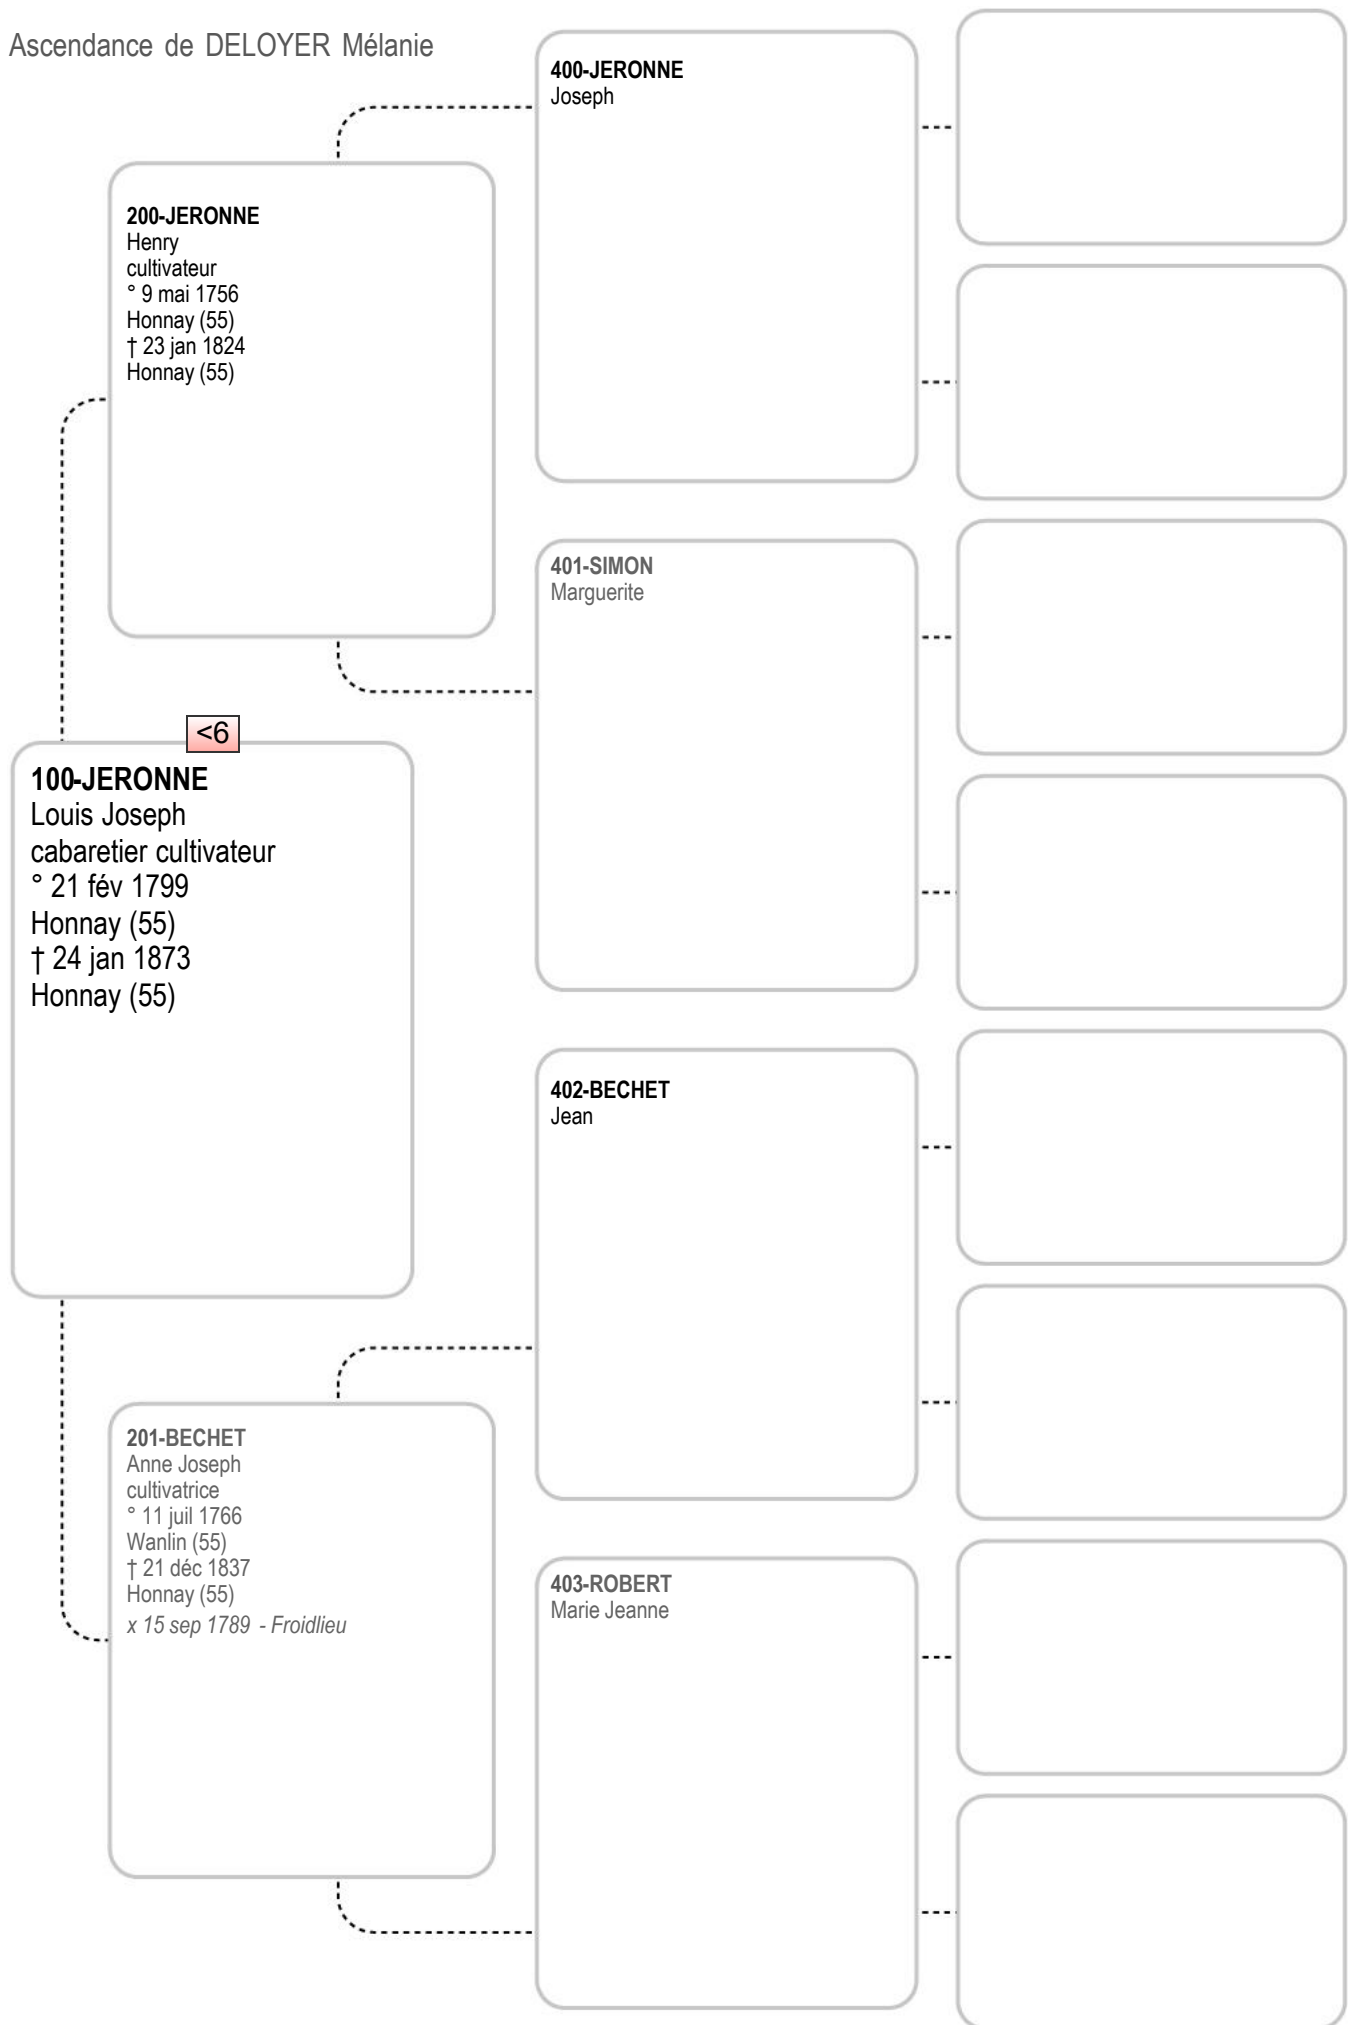 Ascendance de DELOYER Mélanie
400-JERONNE
Joseph
200-JERONNE
Henry
cultivateur
° 9 mai 1756
Honnay (55)
† 23 jan 1824
Honnay (55)
401-SIMON
Marguerite
<6
100-JERONNE
Louis Joseph
cabaretier cultivateur
° 21 fév 1799
Honnay (55)
† 24 jan 1873
Honnay (55)
402-BECHET
Jean
201-BECHET
Anne Joseph
cultivatrice
° 11 juil 1766
Wanlin (55)
† 21 déc 1837
Honnay (55)
x 15 sep 1789 - Froidlieu
403-ROBERT
Marie Jeanne